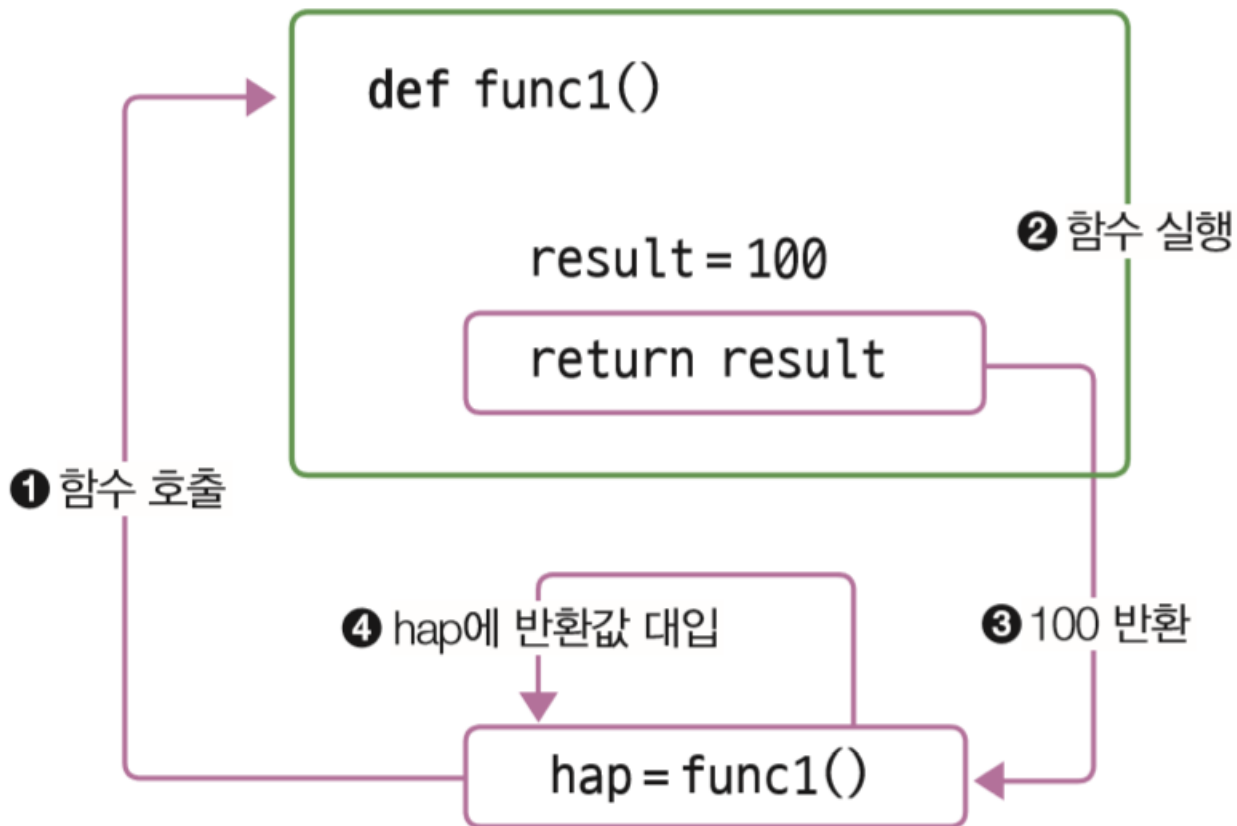 def func1()
❷ 함수 실행
result = 100
return result
❶ 함수 호출
❹ hap에 반환값 대입
❸ 100 반환
hap = func1()